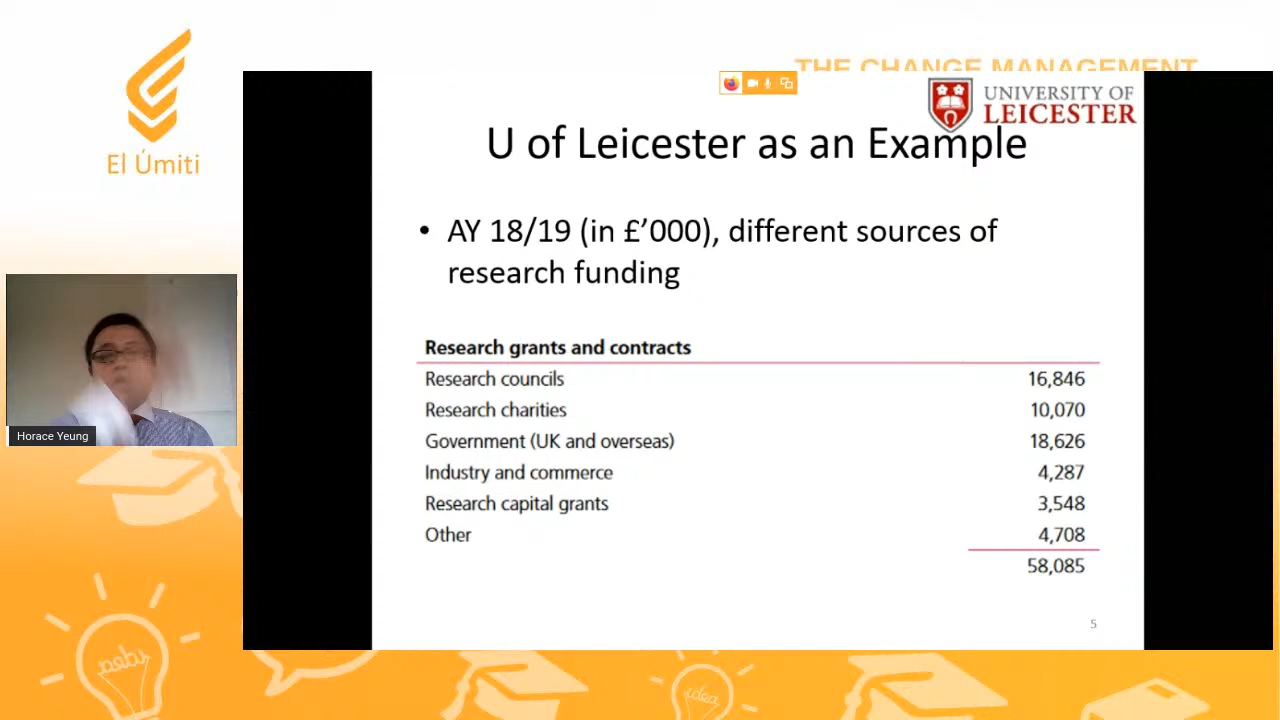 THE CHANGE MANAGEMENT
El Úmiti
UNIVERSITY OF
LEICESTER
U of Leicester as an Example
• AY 18/19 (in £’000), different sources of
research funding
Research grants and contracts
Research councils 16,846
Research charities 10,070
Government (UK and overseas) 18,626
Industry and commerce 4,287
Research capital grants 3,548
Other 4,708
58,085
5
Horace Yeung
idea
idea